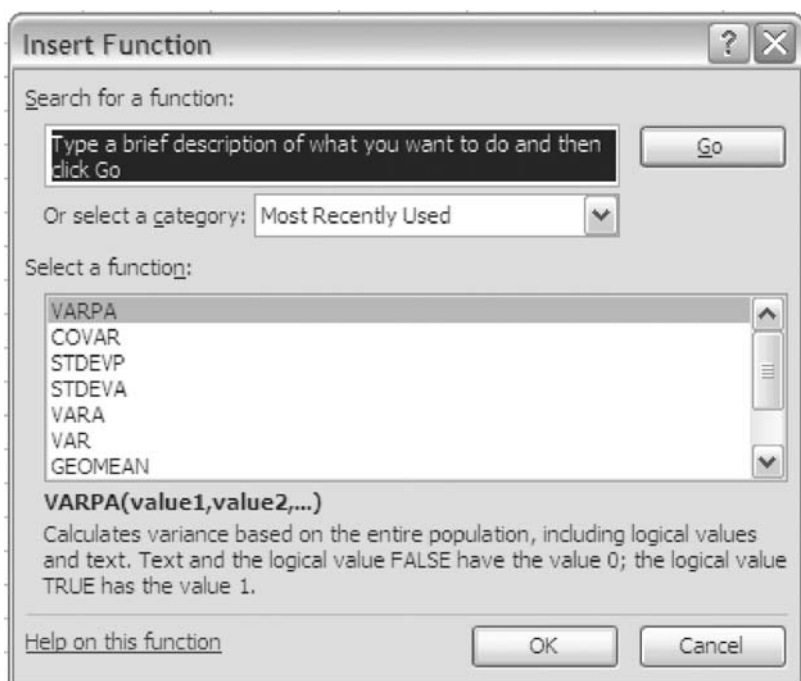 Insert Function
?
Search for a function:
Type a brief description of what you want to do and then
click Go
Go
Or select a category: Most Recently Used
Select a function:
VARPA
COVAR
STDEVP
STDEVA
VARA
VAR
GEOMEAN
VARPA(value1,value2,...)
Calculates variance based on the entire population, including logical values
and text. Text and the logical value FALSE have the value 0; the logical value
TRUE has the value 1.
Help on this function
OK Cancel